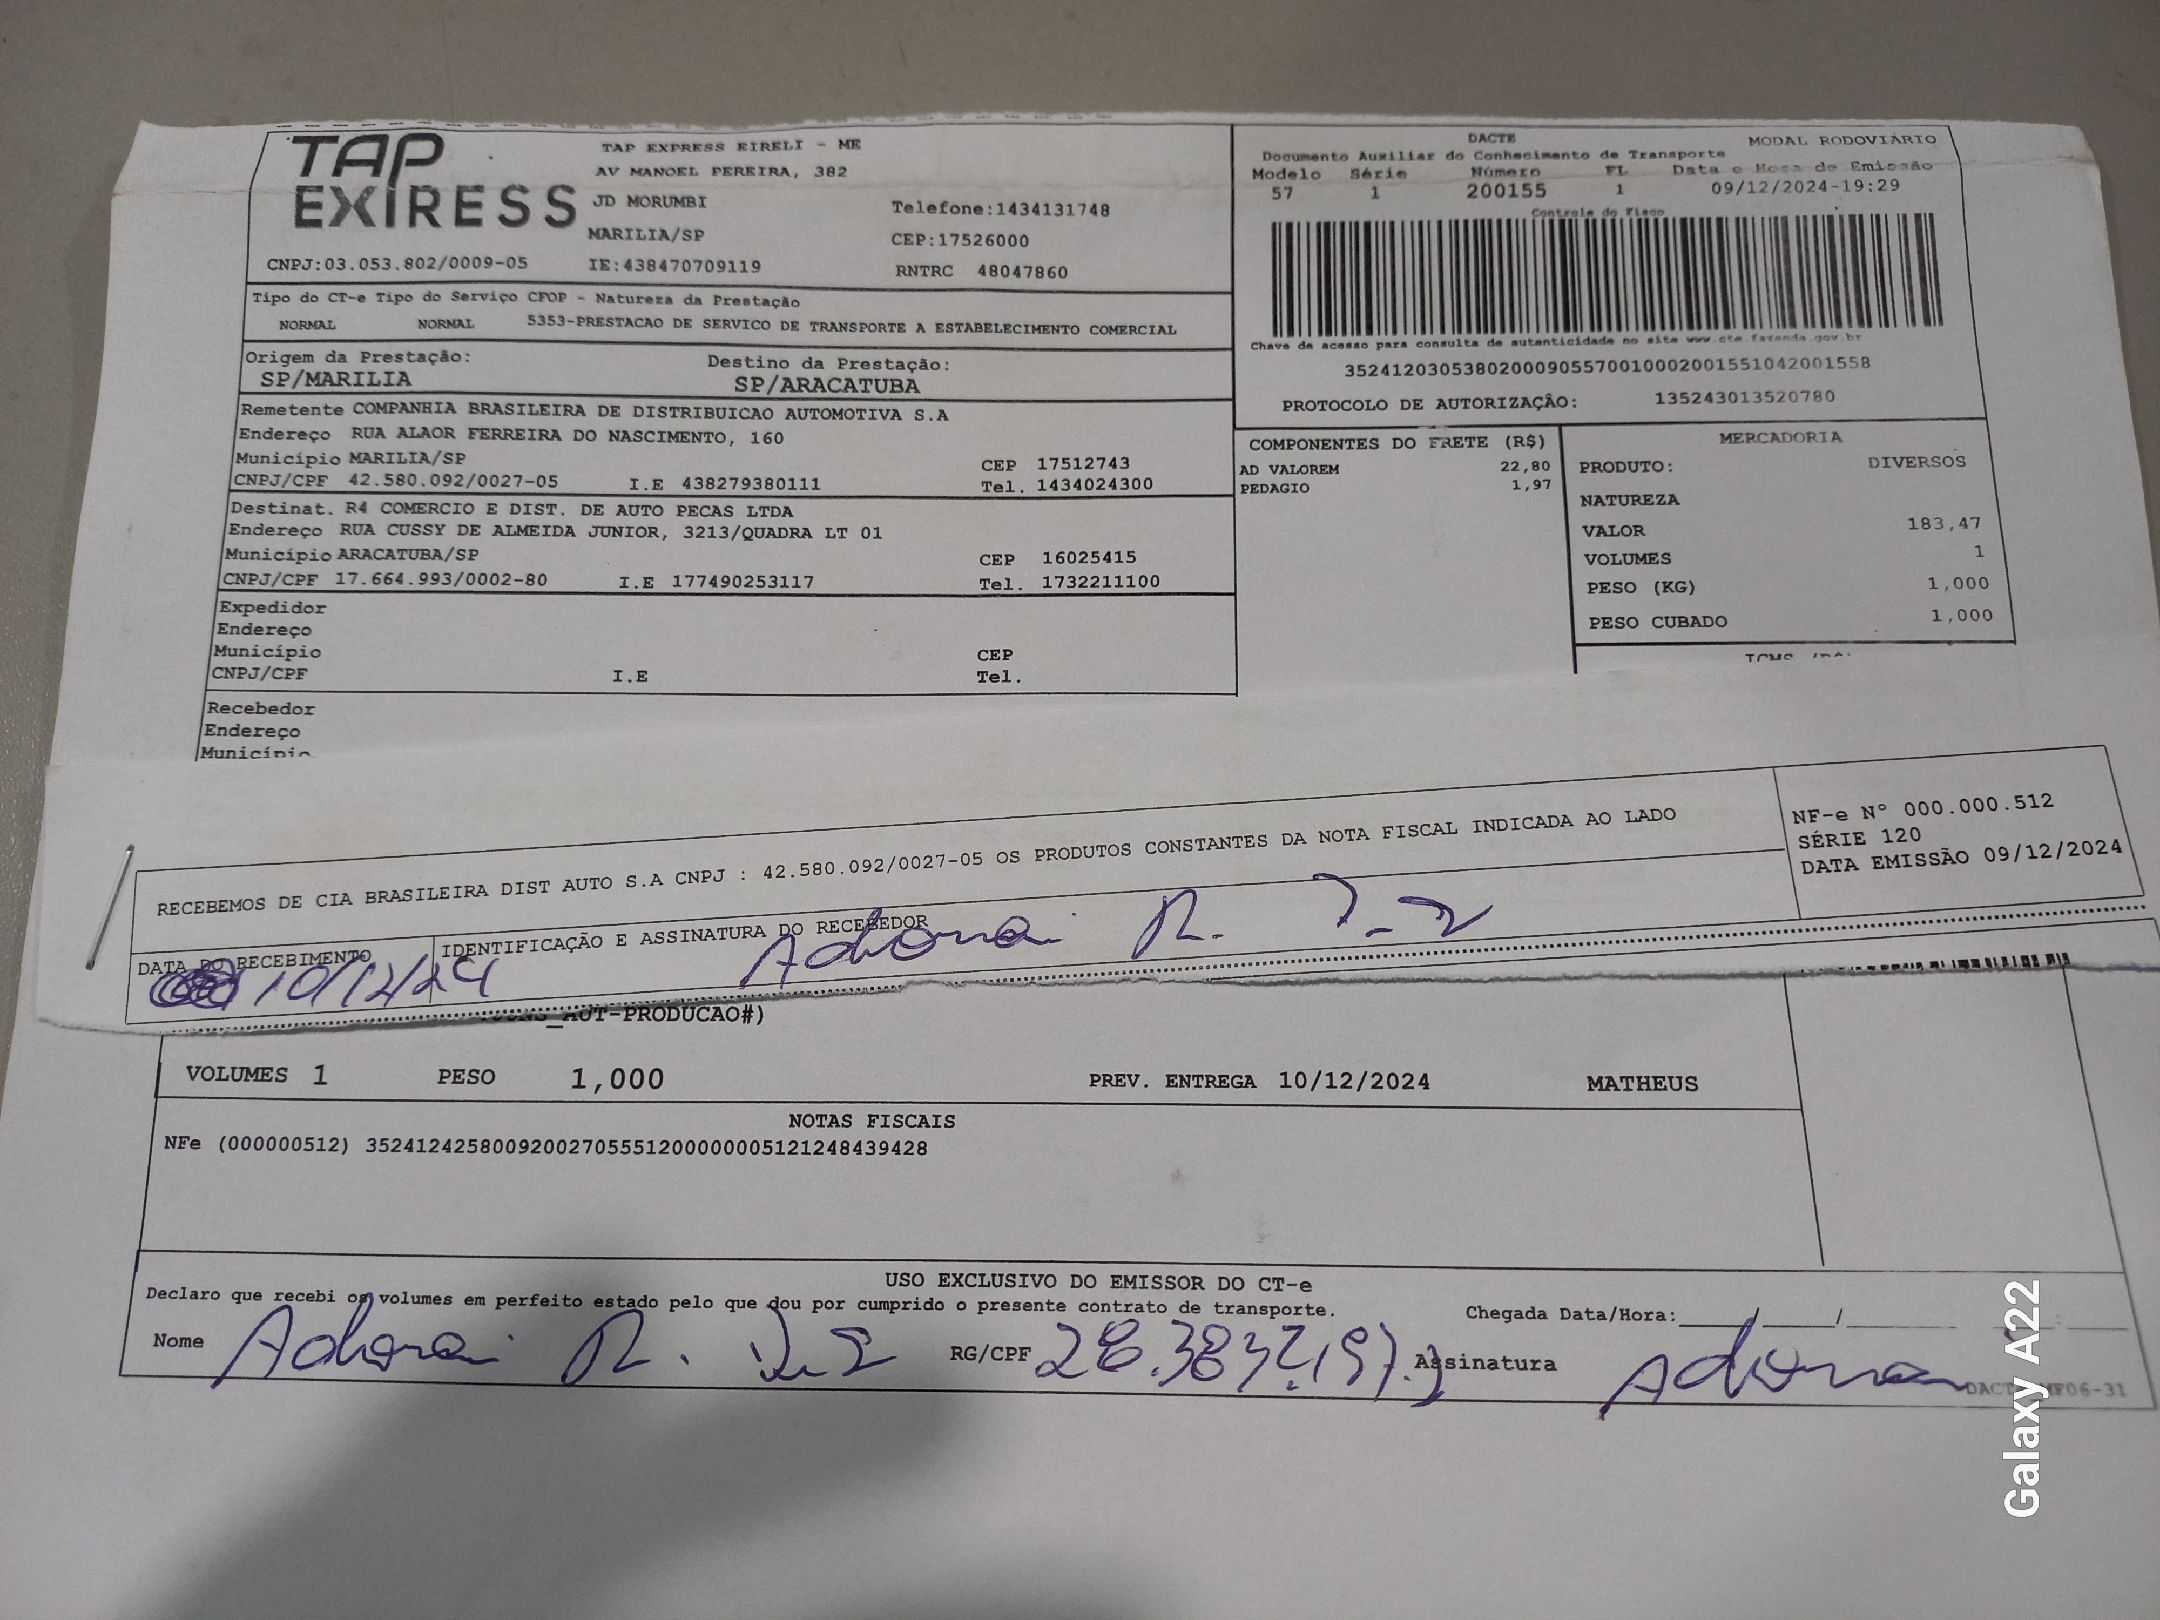 TAP EXPRESS
TAP EXPRESS EIRELI - ME
AV MANOEL PEREIRA, 382
JD MORUMBI Telefone:1434131748
MARILIA/SP CEP:17526000
CNPJ:03.053.802/0009-05 IE:438470709119 RNTRC 48047860
Tipo do CT-e Tipo do Serviço CFOP - Natureza da Prestação
NORMAL NORMAL 5353-PRESTACAO DE SERVICO DE TRANSPORTE A ESTABELECIMENTO COMERCIAL
Origem da Prestação: Destino da Prestação:
SP/MARILIA SP/ARACATUBA
Remetente COMPANHIA BRASILEIRA DE DISTRIBUICAO AUTOMOTIVA S.A
Endereço RUA ALAOR FERREIRA DO NASCIMENTO, 160
Município MARILIA/SP CEP 17512743
CNPJ/CPF 42.580.092/0027-05 I.E 438279380111 Tel. 1434024300
Destinat. R4 COMERCIO E DIST. DE AUTO PECAS LTDA
Endereço RUA CUSSY DE ALMEIDA JUNIOR, 3213/QUADRA LT 01
Município ARACATUBA/SP CEP 16025415
CNPJ/CPF 17.664.993/0002-80 I.E 177490253117 Tel. 1732211100
Expedidor
Endereço
Município CEP
CNPJ/CPF I.E Tel.
Recebedor
Endereço
Município
DACTE MODAL RODOVIÁRIO
Documento Auxiliar do Conhecimento de Transporte
Modelo Série Número FL Data e Hora de Emissão
57 1 200155 1 09/12/2024-19:29
Controle do Fisco
Chave de acesso para consulta de autenticidade no site www.cte.fazenda.gov.br
35241203053802000905570010002001551042001558
PROTOCOLO DE AUTORIZAÇÃO: 135243013520780
COMPONENTES DO FRETE (R$)
AD VALOREM 22,80
PEDAGIO 1,97
MERCADORIA
PRODUTO: DIVERSOS
NATUREZA
VALOR 183,47
VOLUMES 1
PESO (KG) 1,000
PESO CUBADO 1,000
RECEBEMOS DE CIA BRASILEIRA DIST AUTO S.A CNPJ : 42.580.092/0027-05 OS PRODUTOS CONSTANTES DA NOTA FISCAL INDICADA AO LADO
NF-e N° 000.000.512
SÉRIE 120
DATA EMISSÃO 09/12/2024
DATA DO RECEBIMENTO IDENTIFICAÇÃO E ASSINATURA DO RECEBEDOR
10/12/24
AUT-PRODUCAO#)
VOLUMES 1 PESO 1,000 PREV. ENTREGA 10/12/2024 MATHEUS
NOTAS FISCAIS
NFe (000000512) 35241242580092002705551200000005121248439428
USO EXCLUSIVO DO EMISSOR DO CT-e
Declaro que recebi os volumes em perfeito estado pelo que dou por cumprido o presente contrato de transporte. Chegada Data/Hora:____/____/____ :
Nome RG/CPF Assinatura
Galaxy A22